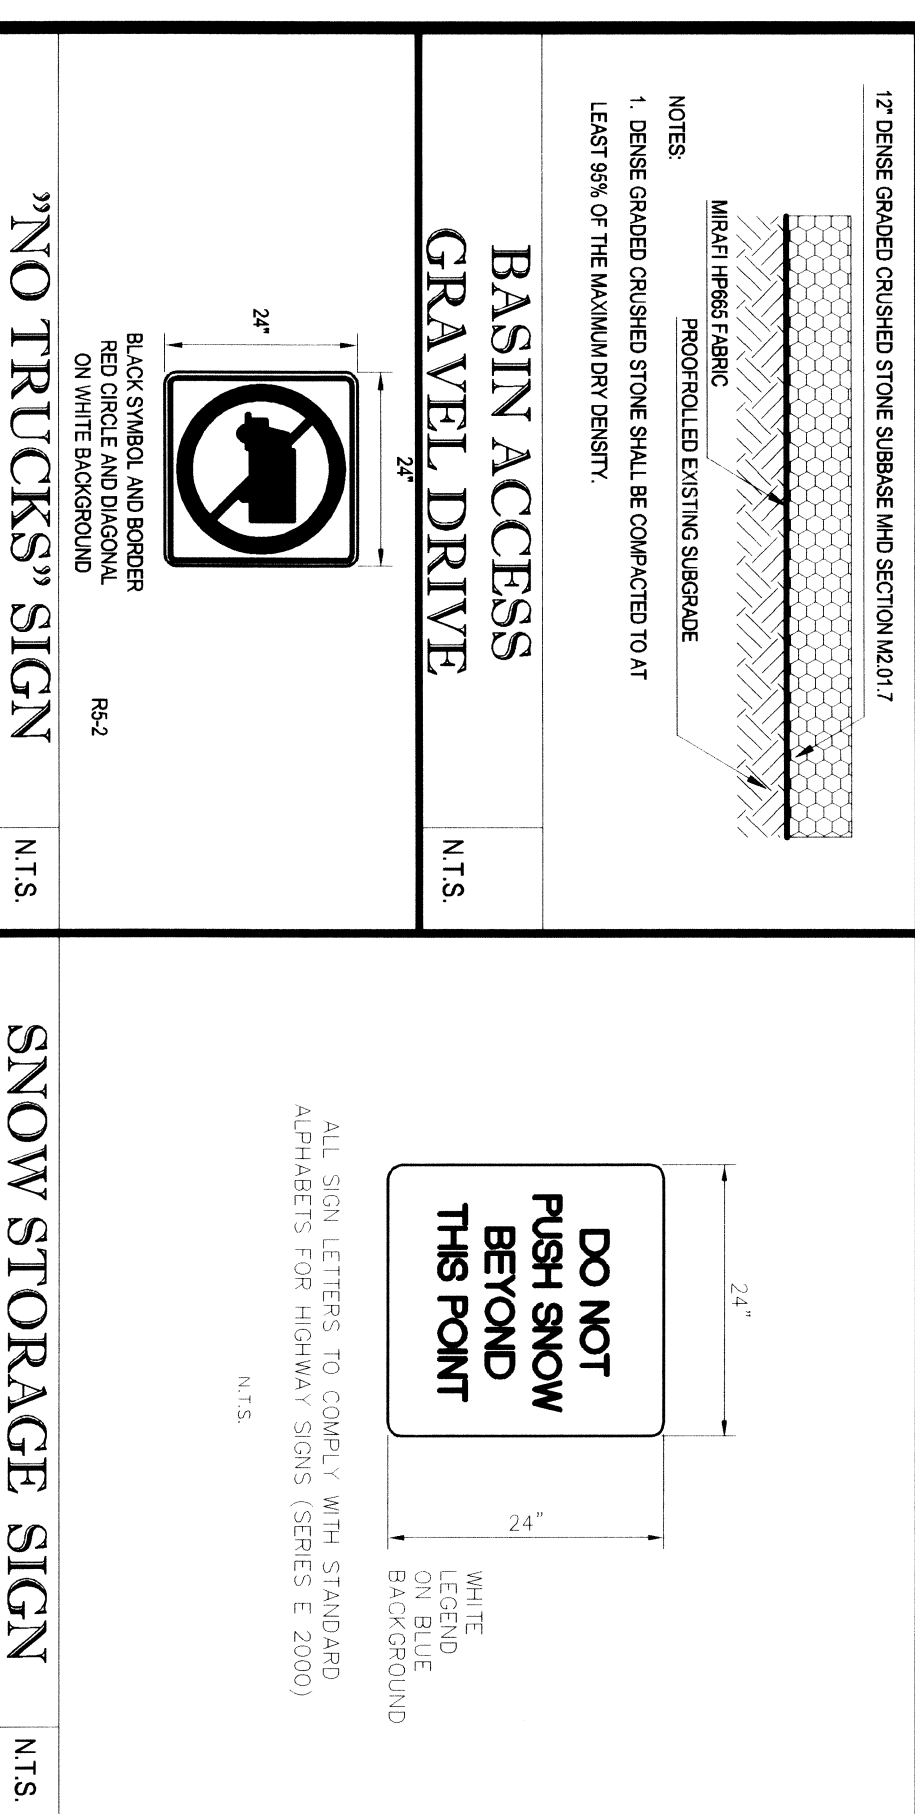 12" DENSE GRADED CRUSHED STONE SUBBASE MHD SECTION M2.01.7
MIRAFI HP665 FABRIC
PROOFROLLED EXISTING SUBGRADE
NOTES:
1. DENSE GRADED CRUSHED STONE SHALL BE COMPACTED TO AT
LEAST 95% OF THE MAXIMUM DRY DENSITY.
BASIN ACCESS
GRAVEL DRIVE
N.T.S.
24"
24"
BLACK SYMBOL AND BORDER
RED CIRCLE AND DIAGONAL
ON WHITE BACKGROUND
R5-2
"NO TRUCKS" SIGN
N.T.S.
24"
DO NOT
PUSH SNOW
BEYOND
THIS POINT
24"
WHITE
LEGEND
ON BLUE
BACKGROUND
ALL SIGN LETTERS TO COMPLY WITH STANDARD
ALPHABETS FOR HIGHWAY SIGNS (SERIES E 2000)
N.T.S.
SNOW STORAGE SIGN
N.T.S.